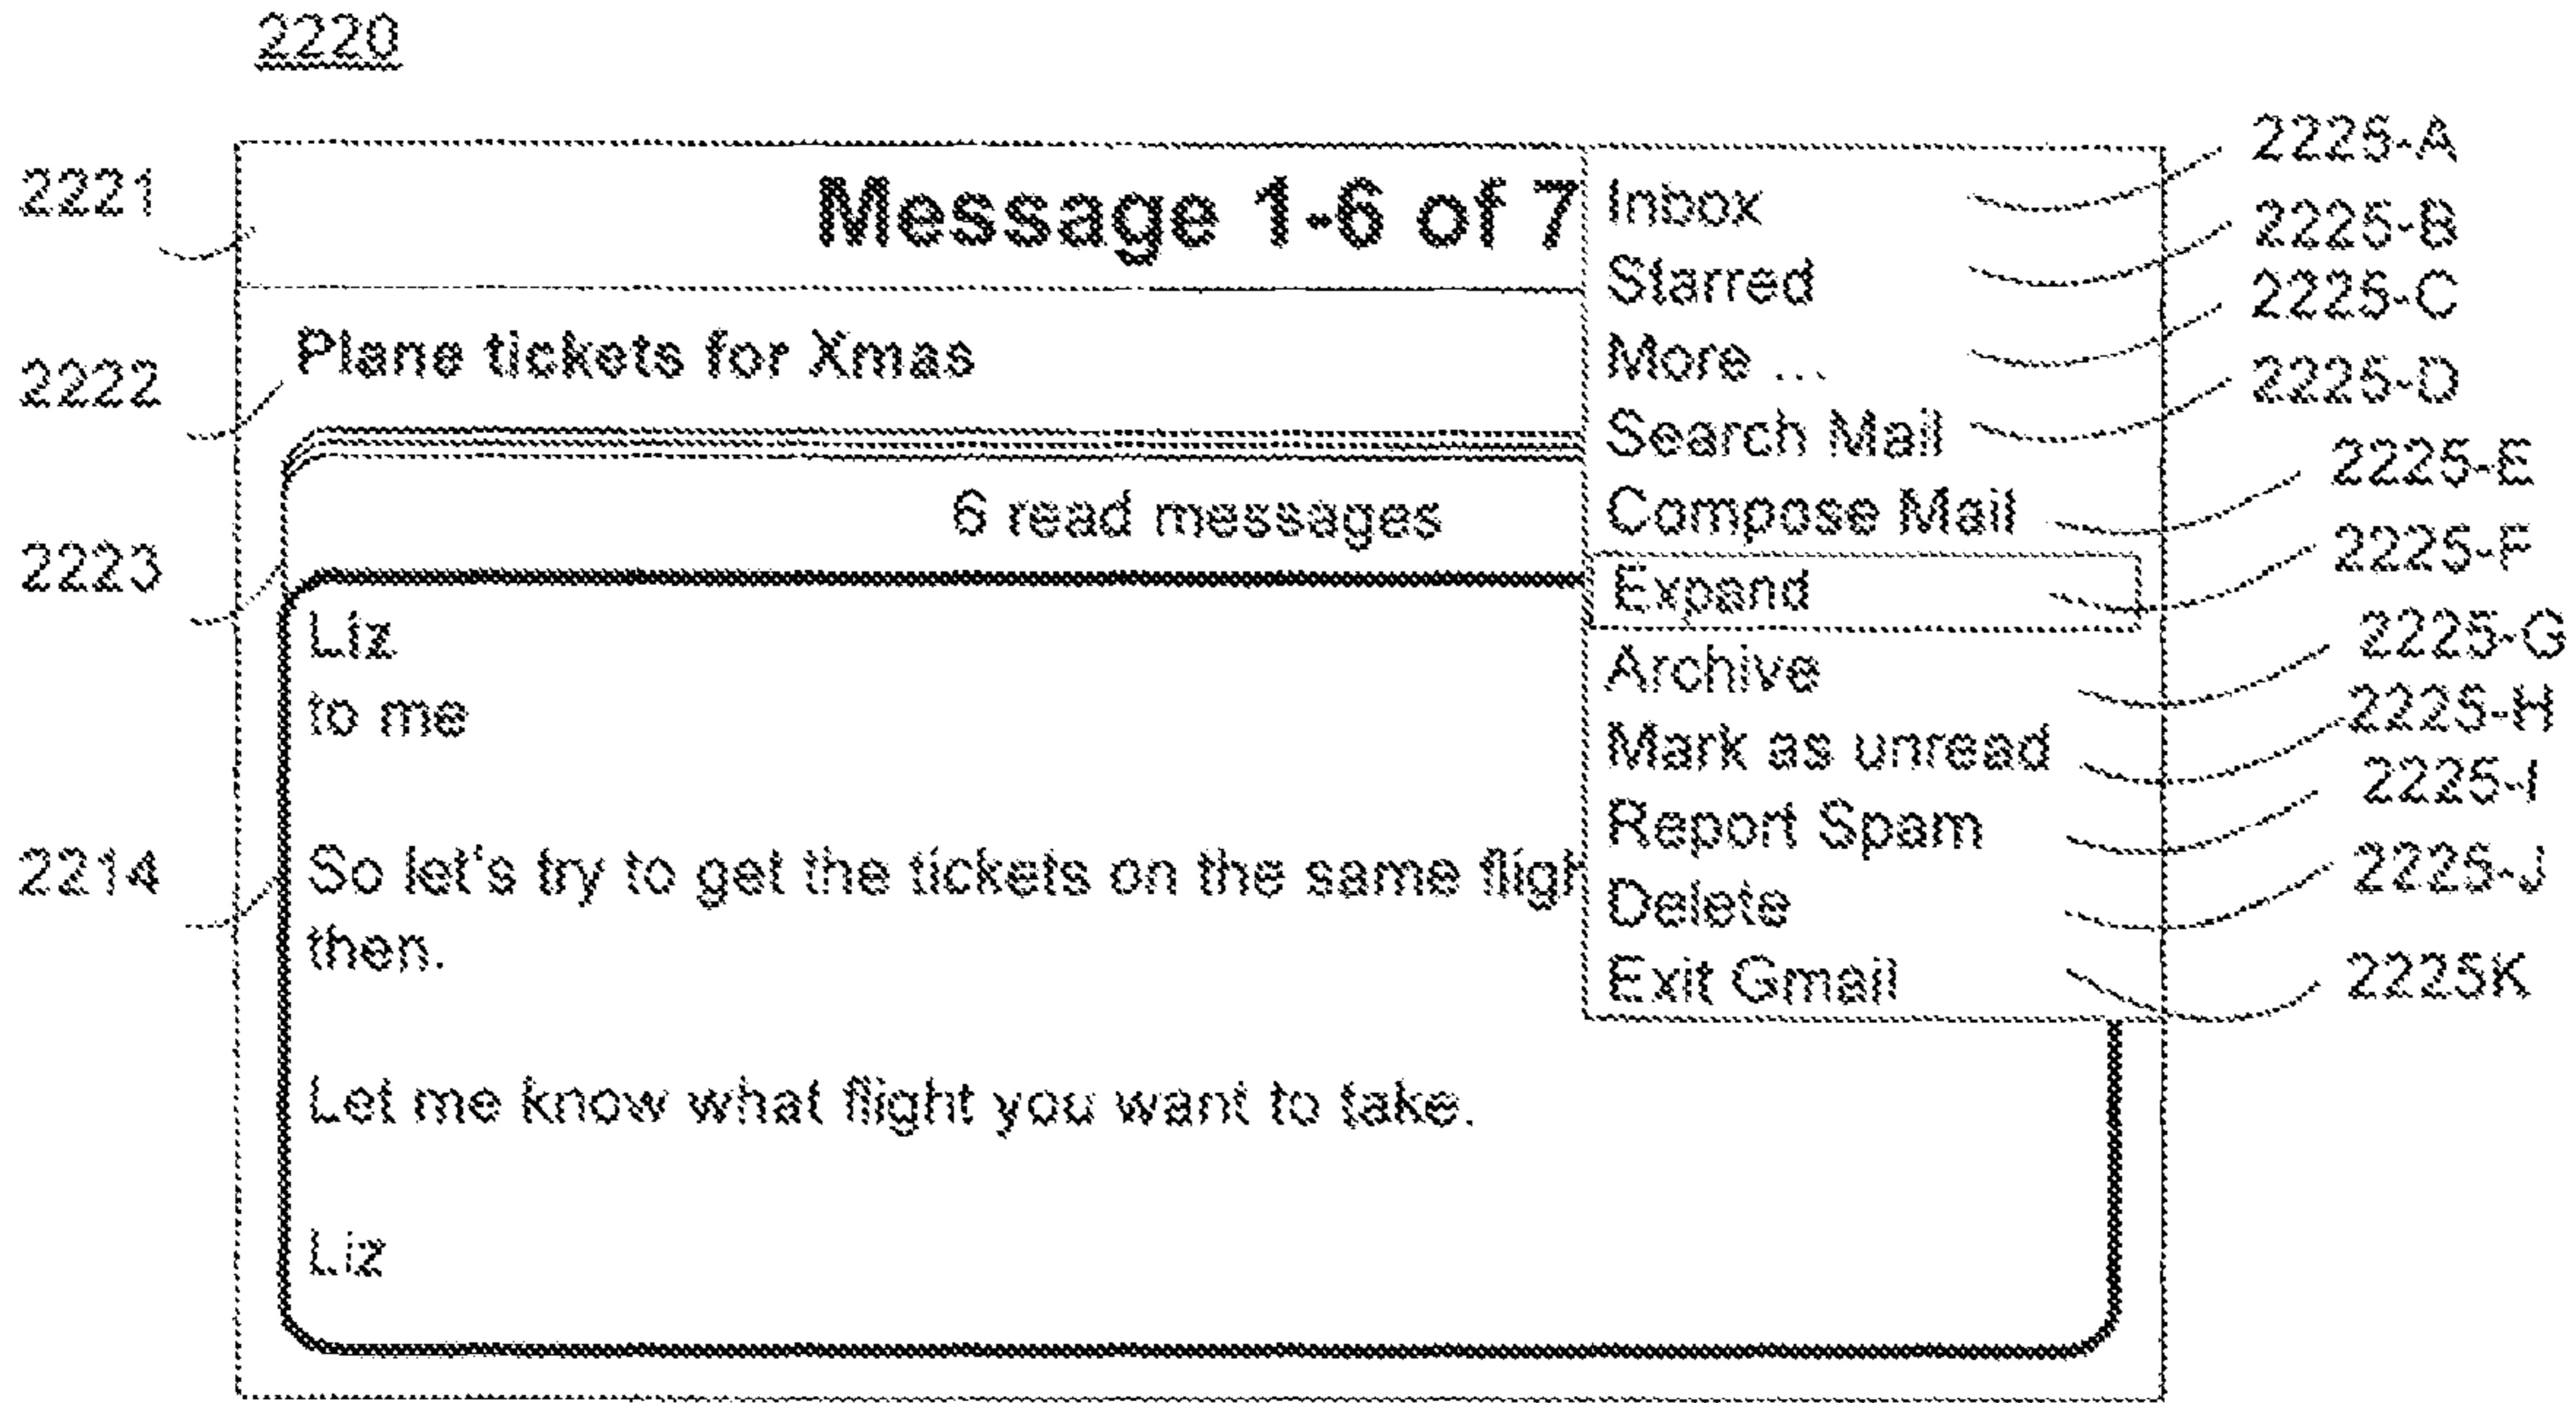 2220
2221
Message 1-6 of 7
2222
Plane tickets for Xmas
2223
6 read messages
Liz
to me
2214
So let's try to get the tickets on the same fligh
then.
Let me know what flight you want to take.
Liz
Inbox
Starred
More ...
Search Mail
Compose Mail
Expand
Archive
Mark as unread
Report Spam
Delete
Exit Gmail
2225-A
2225-B
2225-C
2225-D
2225-E
2225-F
2225-G
2225-H
2225-I
2225-J
2225K